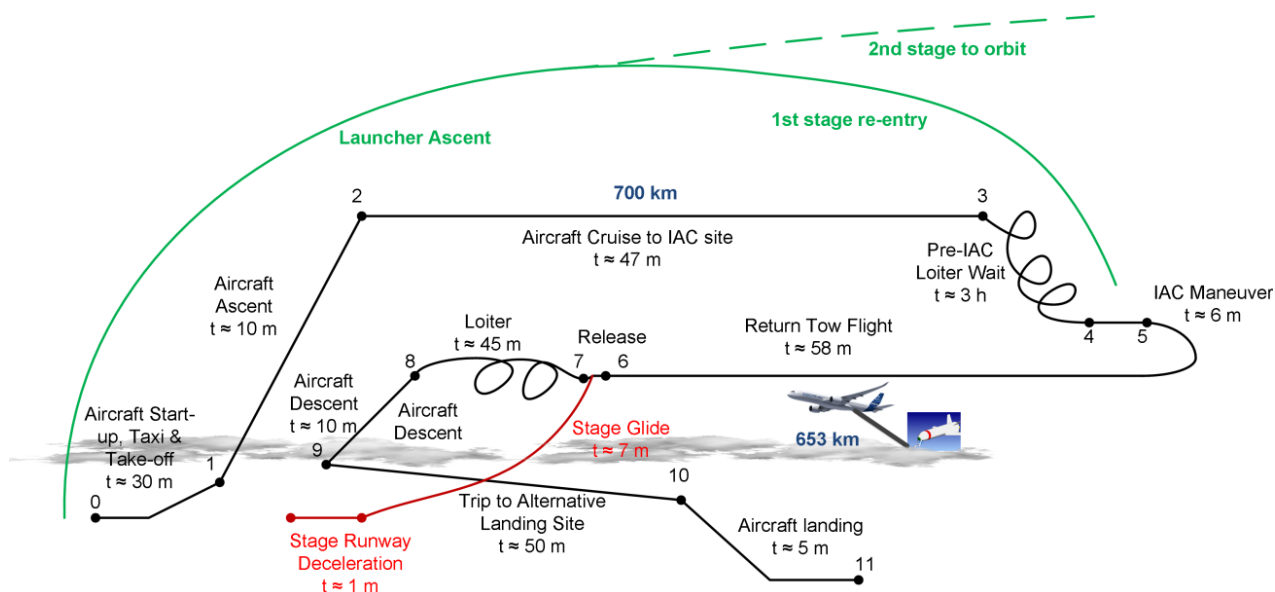 2nd stage to orbit
1st stage re-entry
Launcher Ascent
2
700 km
3
Aircraft Cruise to IAC site
t ≈ 47 m
Pre-IAC
Loiter Wait
t ≈ 3 h
Aircraft
Ascent
t ≈ 10 m
IAC Maneuver
t ≈ 6 m
4
5
Return Tow Flight
t ≈ 58 m
Loiter
t ≈ 45 m
Release
7
6
8
Aircraft
Descent
t ≈ 10 m
Aircraft
Descent
Aircraft Start-
up, Taxi &
Take-off
t ≈ 30 m
1
9
Stage Glide
t ≈ 7 m
653 km
0
10
Trip to Alternative
Landing Site
t ≈ 50 m
Stage Runway
Deceleration
t ≈ 1 m
Aircraft landing
t ≈ 5 m
11